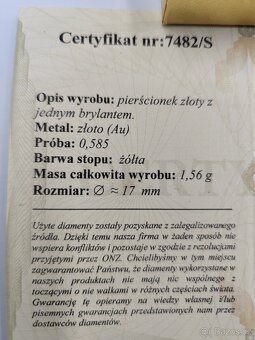 Certyfikat nr:7482/S
Opis wyrobu: pierścionek złoty z
jednym brylantem.
Metal: złoto (Au)
Próba: 0,585
Barwa stopu: żółta
Masa całkowita wyrobu: 1,56 g
Rozmiar: ∅ ≈ 17 mm
Użyte diamenty zostały pozyskane z zalegalizowanego
źródła. Dzięki temu nasza firma w żaden sposób nie
wspiera konfliktów i pozostaje w zgodzie z rezolucjami
przyjętymi przez ONZ. Chcielibyśmy w tym miejscu
zagwarantować Państwu, że diamenty wykorzystane w
naszych produktach nie mają nic wspólnego z
toczącymi się walkami w różnych częściach świata.
Gwarancję tę opieramy na wiedzy własnej i/lub
pisemnych gwarancjach przedstawionych nam przez
dostawców diamentów.